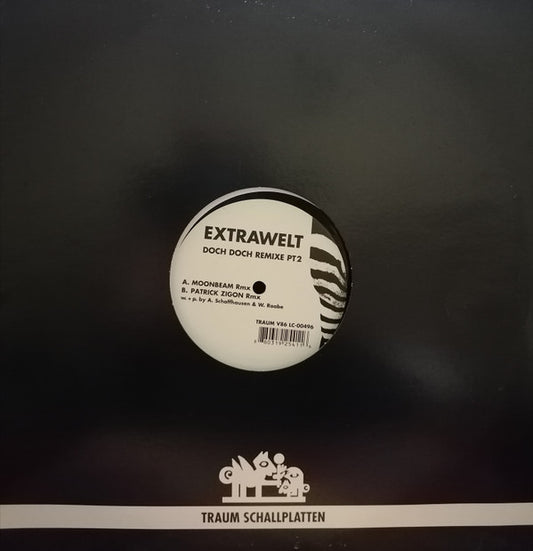 EXTRAWELT
DOCH DOCH REMIXE PT2
A. MOONBEAM Rmx
B. PATRICK ZIGON Rmx
w. + p. by A. Schaffhausen & W. Raabe
TRAUM V86 LC-00496
TRAUM SCHALLPLATTEN